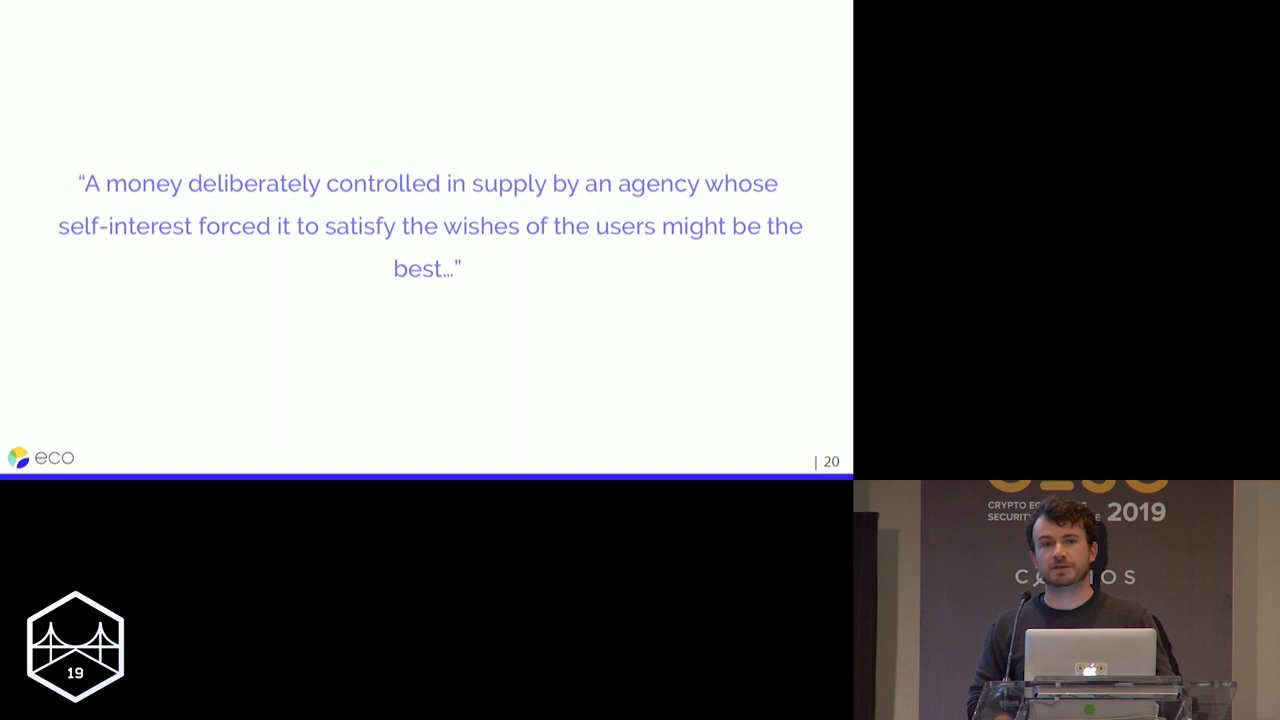 “A money deliberately controlled in supply by an agency whose
self-interest forced it to satisfy the wishes of the users might be the
best…”
eco
| 20
CRYPTO
SECURITY
2019
19